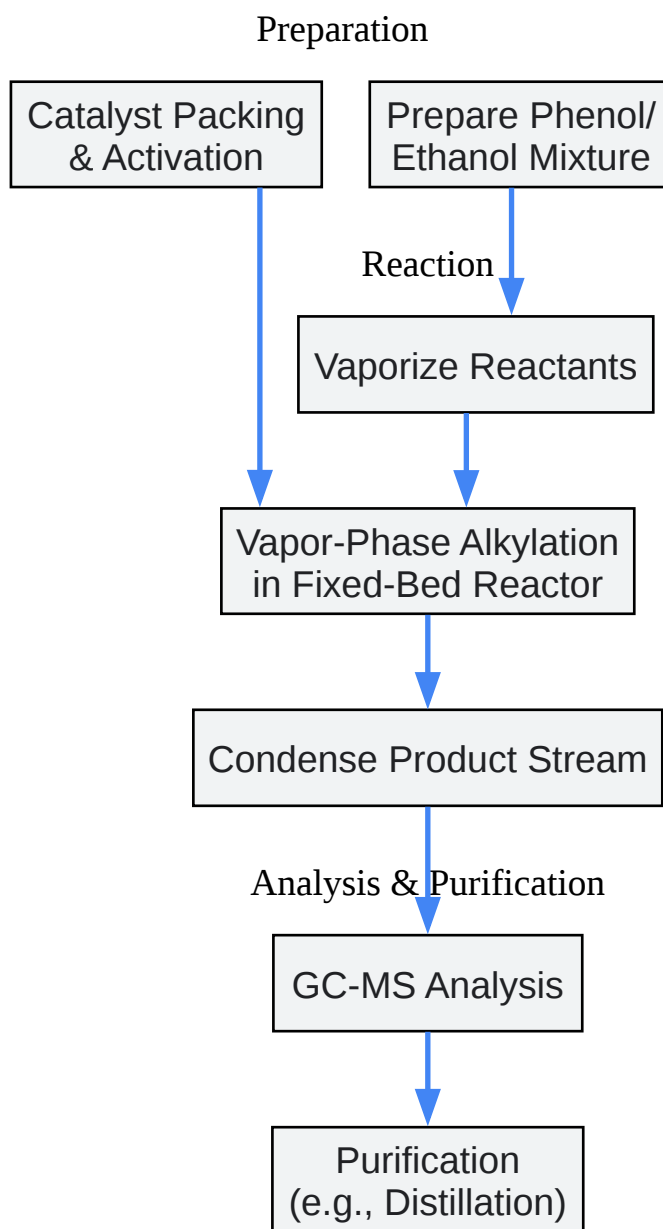 Preparation
Catalyst Packing
& Activation
Prepare Phenol/
Ethanol Mixture
Reaction
Vaporize Reactants
Vapor-Phase Alkylation
in Fixed-Bed Reactor
Condense Product Stream
Analysis & Purification
GC-MS Analysis
Purification
(e.g., Distillation)